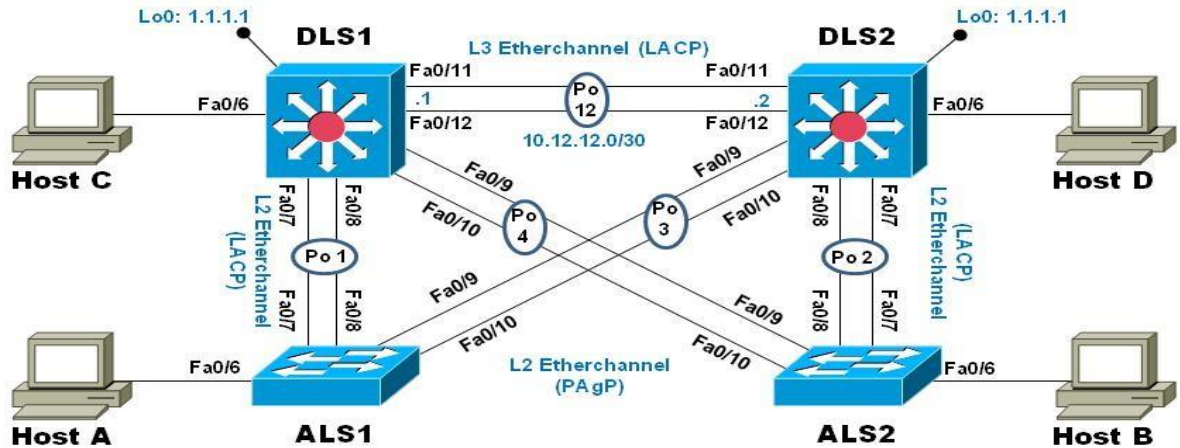 Lo0: 1.1.1.1
Lo0: 1.1.1.1
DLS1
DLS2
L3 Etherchannel (LACP)
Fa0/11
Fa0/11
Fa0/6
.1
Po
12
.2
Fa0/6
Fa0/12
Fa0/12
10.12.12.0/30
Host C
Host D
Fa0/9
Fa0/9
Fa0/10
Fa0/10
Fa0/7
Fa0/8
Fa0/8
Fa0/7
L2 Etherchannel
(LACP)
Po
4
Po
3
L2 Etherchannel
(LACP)
Po 1
Po 2
Fa0/7
Fa0/8
Fa0/9
Fa0/10
Fa0/9
Fa0/10
Fa0/8
Fa0/7
Fa0/6
L2 Etherchannel
(PAgP)
Fa0/6
Host A
ALS1
ALS2
Host B